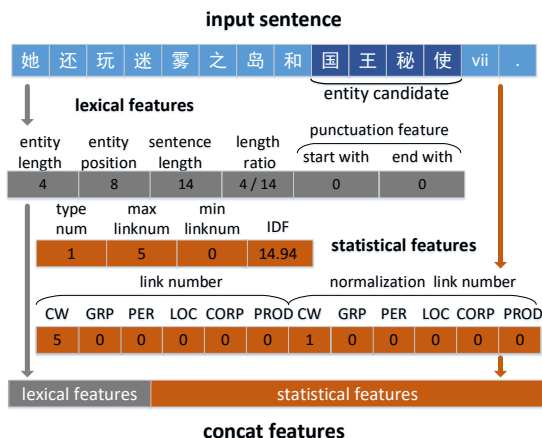 input sentence
她 还 玩 迷 雾 之 岛 和 国 王 秘 使 vii .
entity candidate
lexical features
punctuation feature
entity length entity position sentence length length ratio start with end with
4 8 14 4 / 14 0 0
type num max linknum min linknum IDF
1 5 0 14.94
statistical features
link number normalization link number
CW GRP PER LOC CORP PROD CW GRP PER LOC CORP PROD
5 0 0 0 0 0 1 0 0 0 0 0
lexical features statistical features
concat features